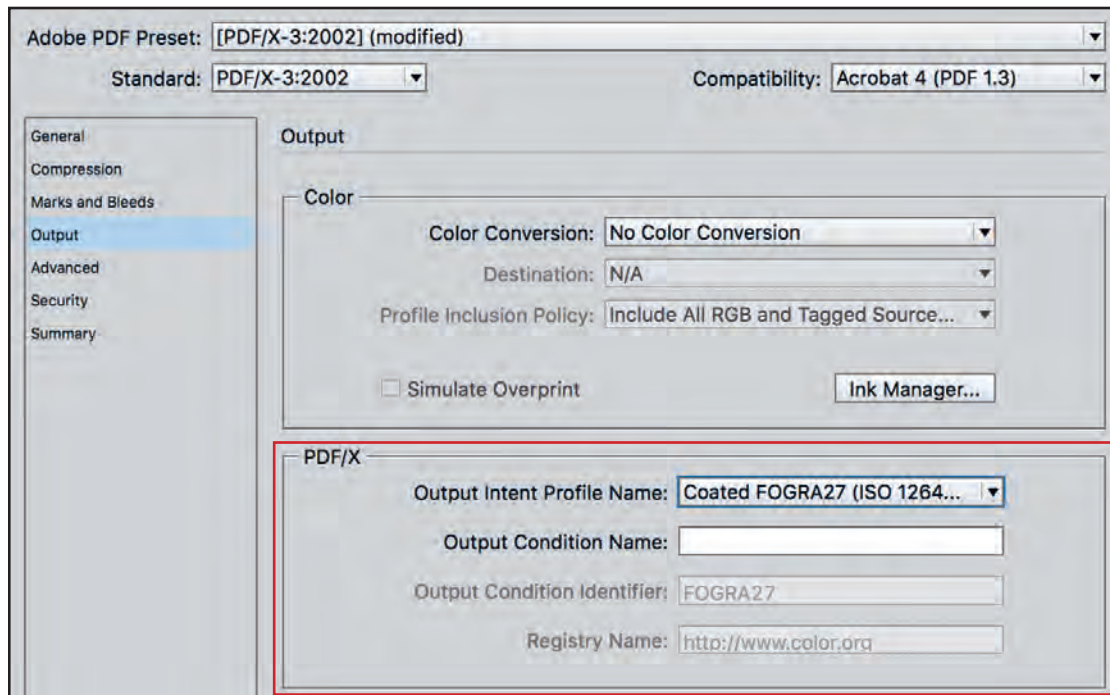 Adobe PDF Preset: [PDF/X-3:2002] (modified)
Standard: PDF/X-3:2002 Compatibility: Acrobat 4 (PDF 1.3)
General
Compression
Marks and Bleeds
Output
Advanced
Security
Summary
Output
Color
Color Conversion: No Color Conversion
Destination: N/A
Profile Inclusion Policy: Include All RGB and Tagged Source...
Simulate Overprint Ink Manager...
PDF/X
Output Intent Profile Name: Coated FOGRA27 (ISO 1264...
Output Condition Name:
Output Condition Identifier: FOGRA27
Registry Name: http://www.color.org